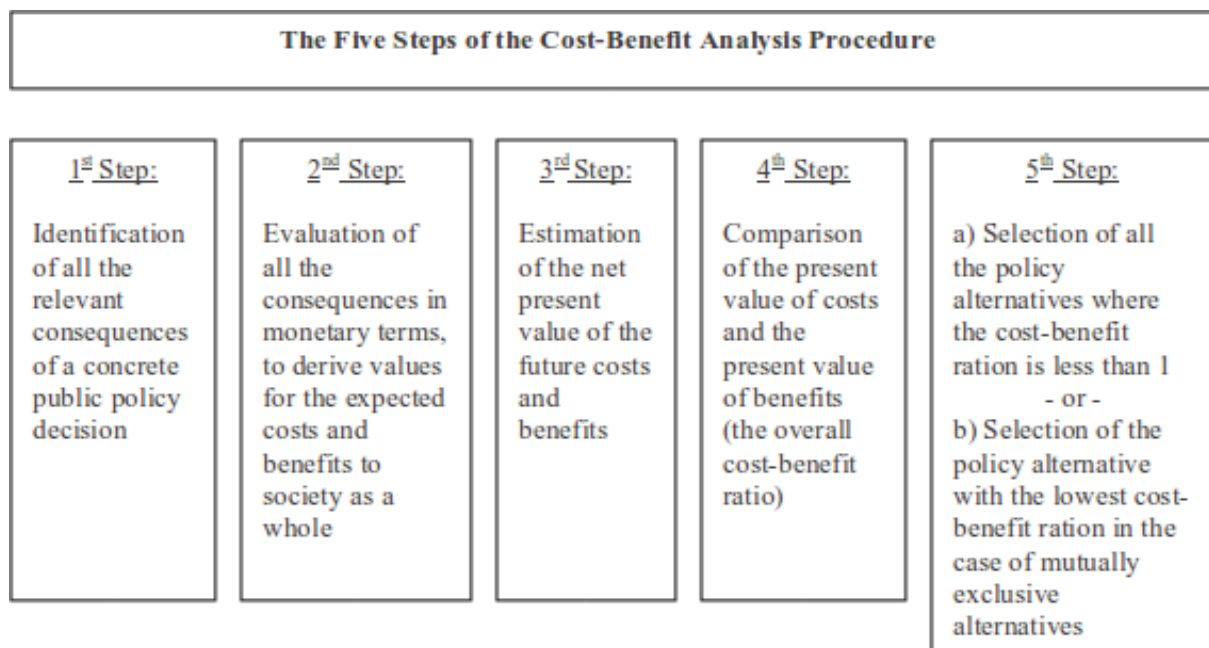 The Five Steps of the Cost-Benefit Analysis Procedure
1st Step:
Identification
of all the
relevant
consequences
of a concrete
public policy
decision
2nd Step:
Evaluation of
all the
consequences in
monetary terms,
to derive values
for the expected
costs and
benefits to
society as a
whole
3rd Step:
Estimation
of the net
present
value of the
future costs
and
benefits
4th Step:
Comparison
of the present
value of costs
and the
present value
of benefits
(the overall
cost-benefit
ratio)
5th Step:
a) Selection of all
the policy
alternatives where
the cost-benefit
ration is less than 1
- or -
b) Selection of the
policy alternative
with the lowest cost-
benefit ration in the
case of mutually
exclusive
alternatives